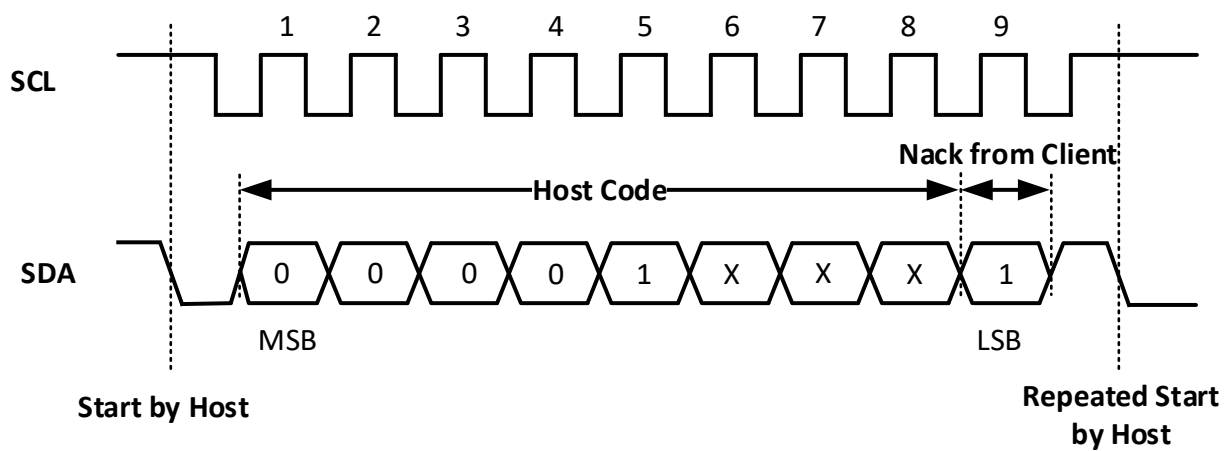 1 2 3 4 5 6 7 8 9
SCL
Nack from Client
Host Code
SDA
0 0 0 0 1 X X X 1
MSB
LSB
Start by Host
Repeated Start
by Host